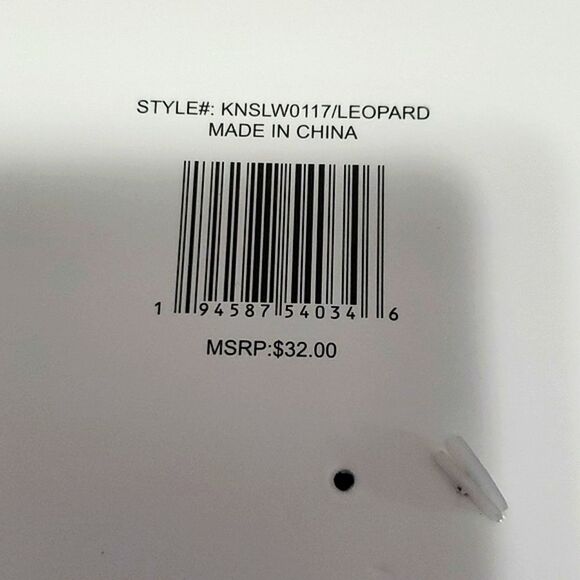 STYLE#: KNSLW0117/LEOPARD
MADE IN CHINA
1 94587 54034 6
MSRP:$32.00